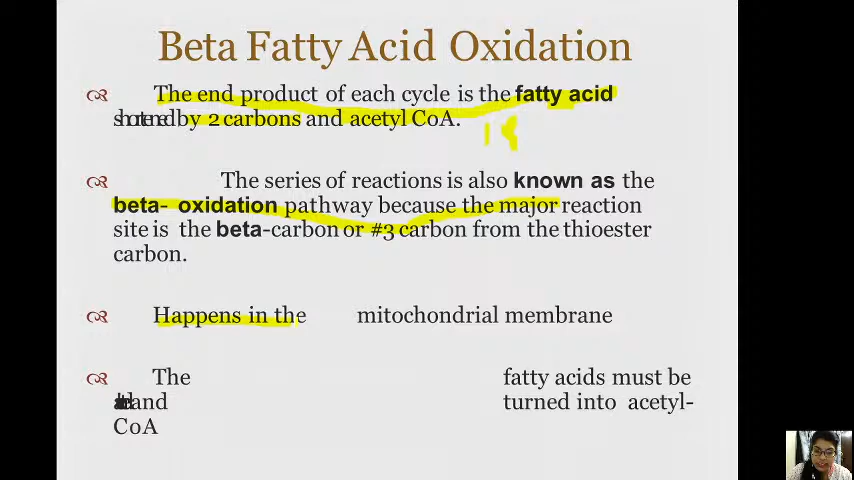 Beta Fatty Acid Oxidation
The end product of each cycle is the fatty acid
by 2 carbons and acetyl CoA.
The series of reactions is also known as the
beta- oxidation pathway because the major reaction
site is the beta-carbon or #3 carbon from the thioester
carbon.
Happens in the mitochondrial membrane
The fatty acids must be
and turned into acetyl-
CoA